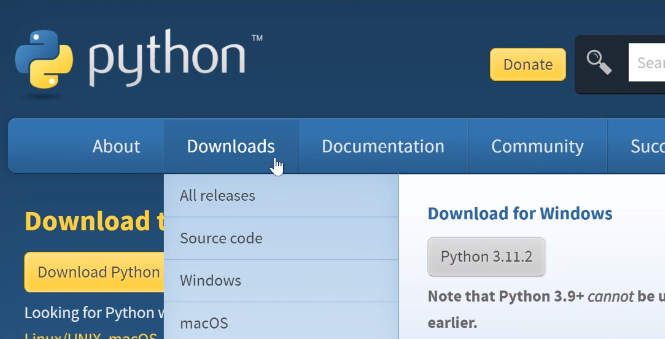 python™
Donate
Sear
About
Downloads
Documentation
Community
Succ
Download t
Download Python
Looking for Python w
Linux/UNIX, macOS
All releases
Source code
Windows
macOS
Download for Windows
Python 3.11.2
Note that Python 3.9+ cannot be u
earlier.